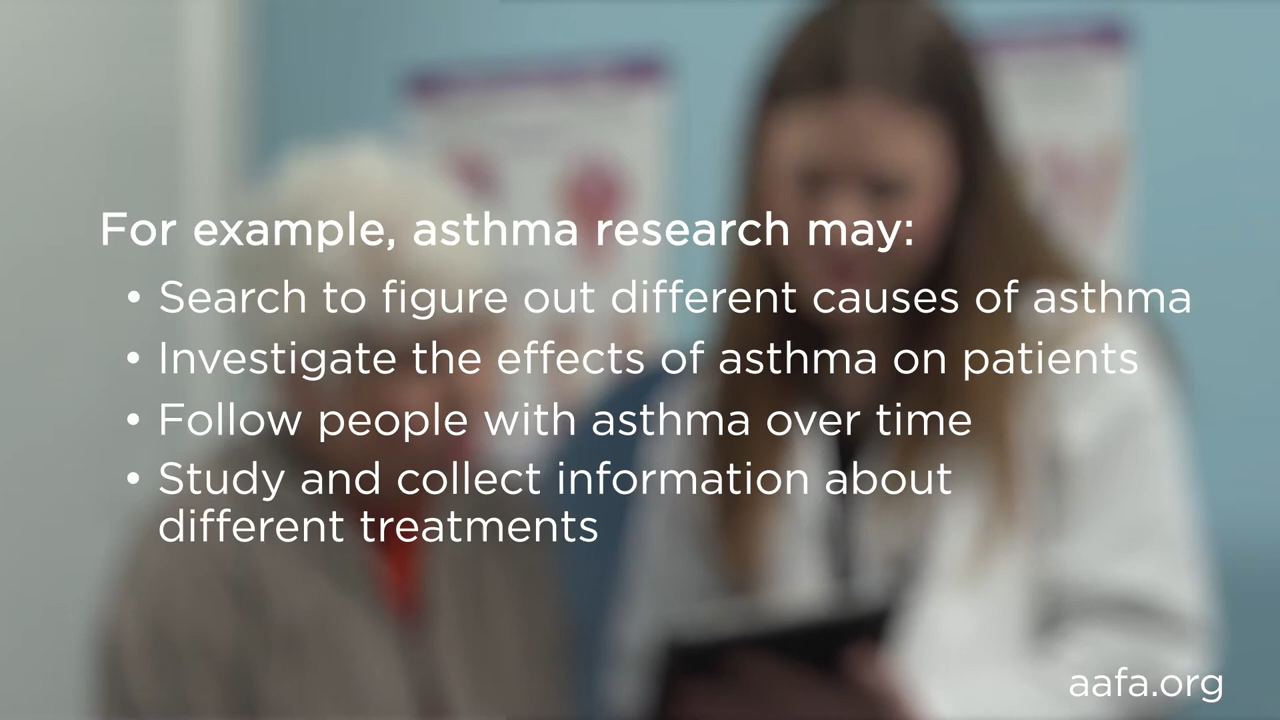 For example, asthma research may:
• Search to figure out different causes of asthma
• Investigate the effects of asthma on patients
• Follow people with asthma over time
• Study and collect information about
different treatments
aafa.org